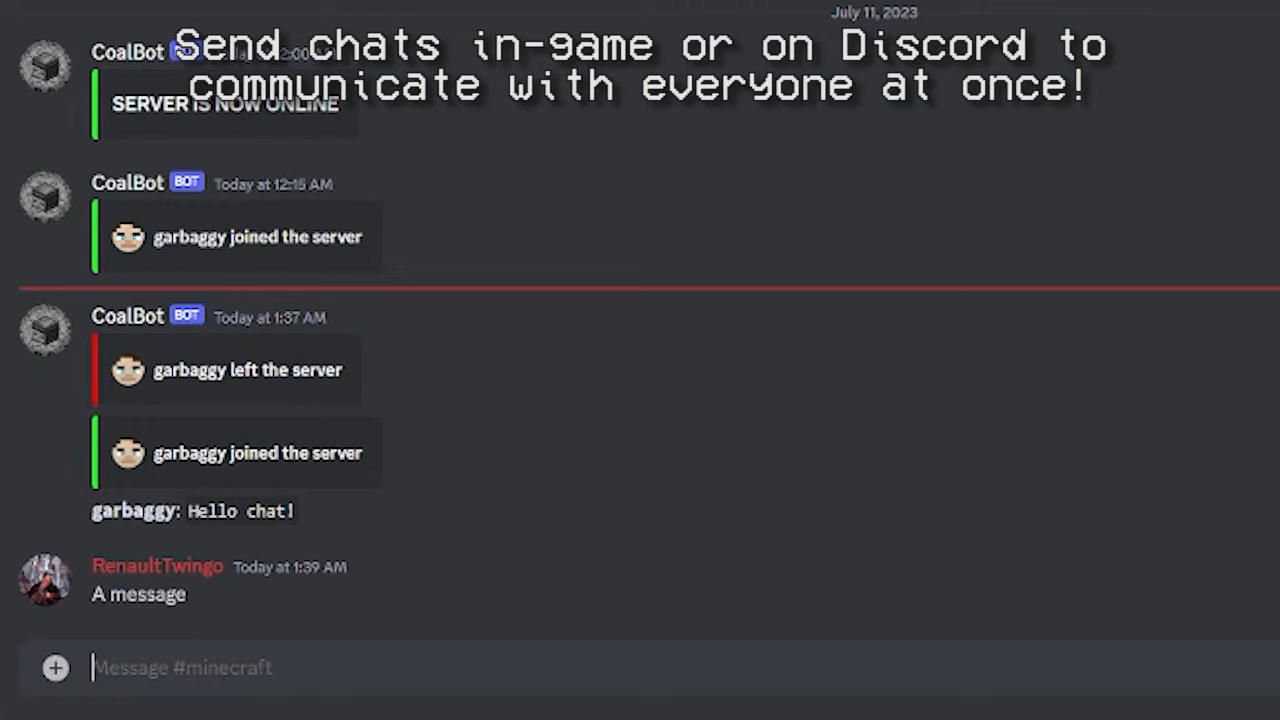 July 11, 2023
Send chats in-game or on Discord to
communicate with everyone at once!
CoalBot
SERVER IS NOW ONLINE
CoalBot BOT Today at 12:15 AM
garbaggy joined the server
CoalBot BOT Today at 1:37 AM
garbaggy left the server
garbaggy joined the server
garbaggy: Hello chat!
RenaultTwingo Today at 1:39 AM
A message
Message #minecraft